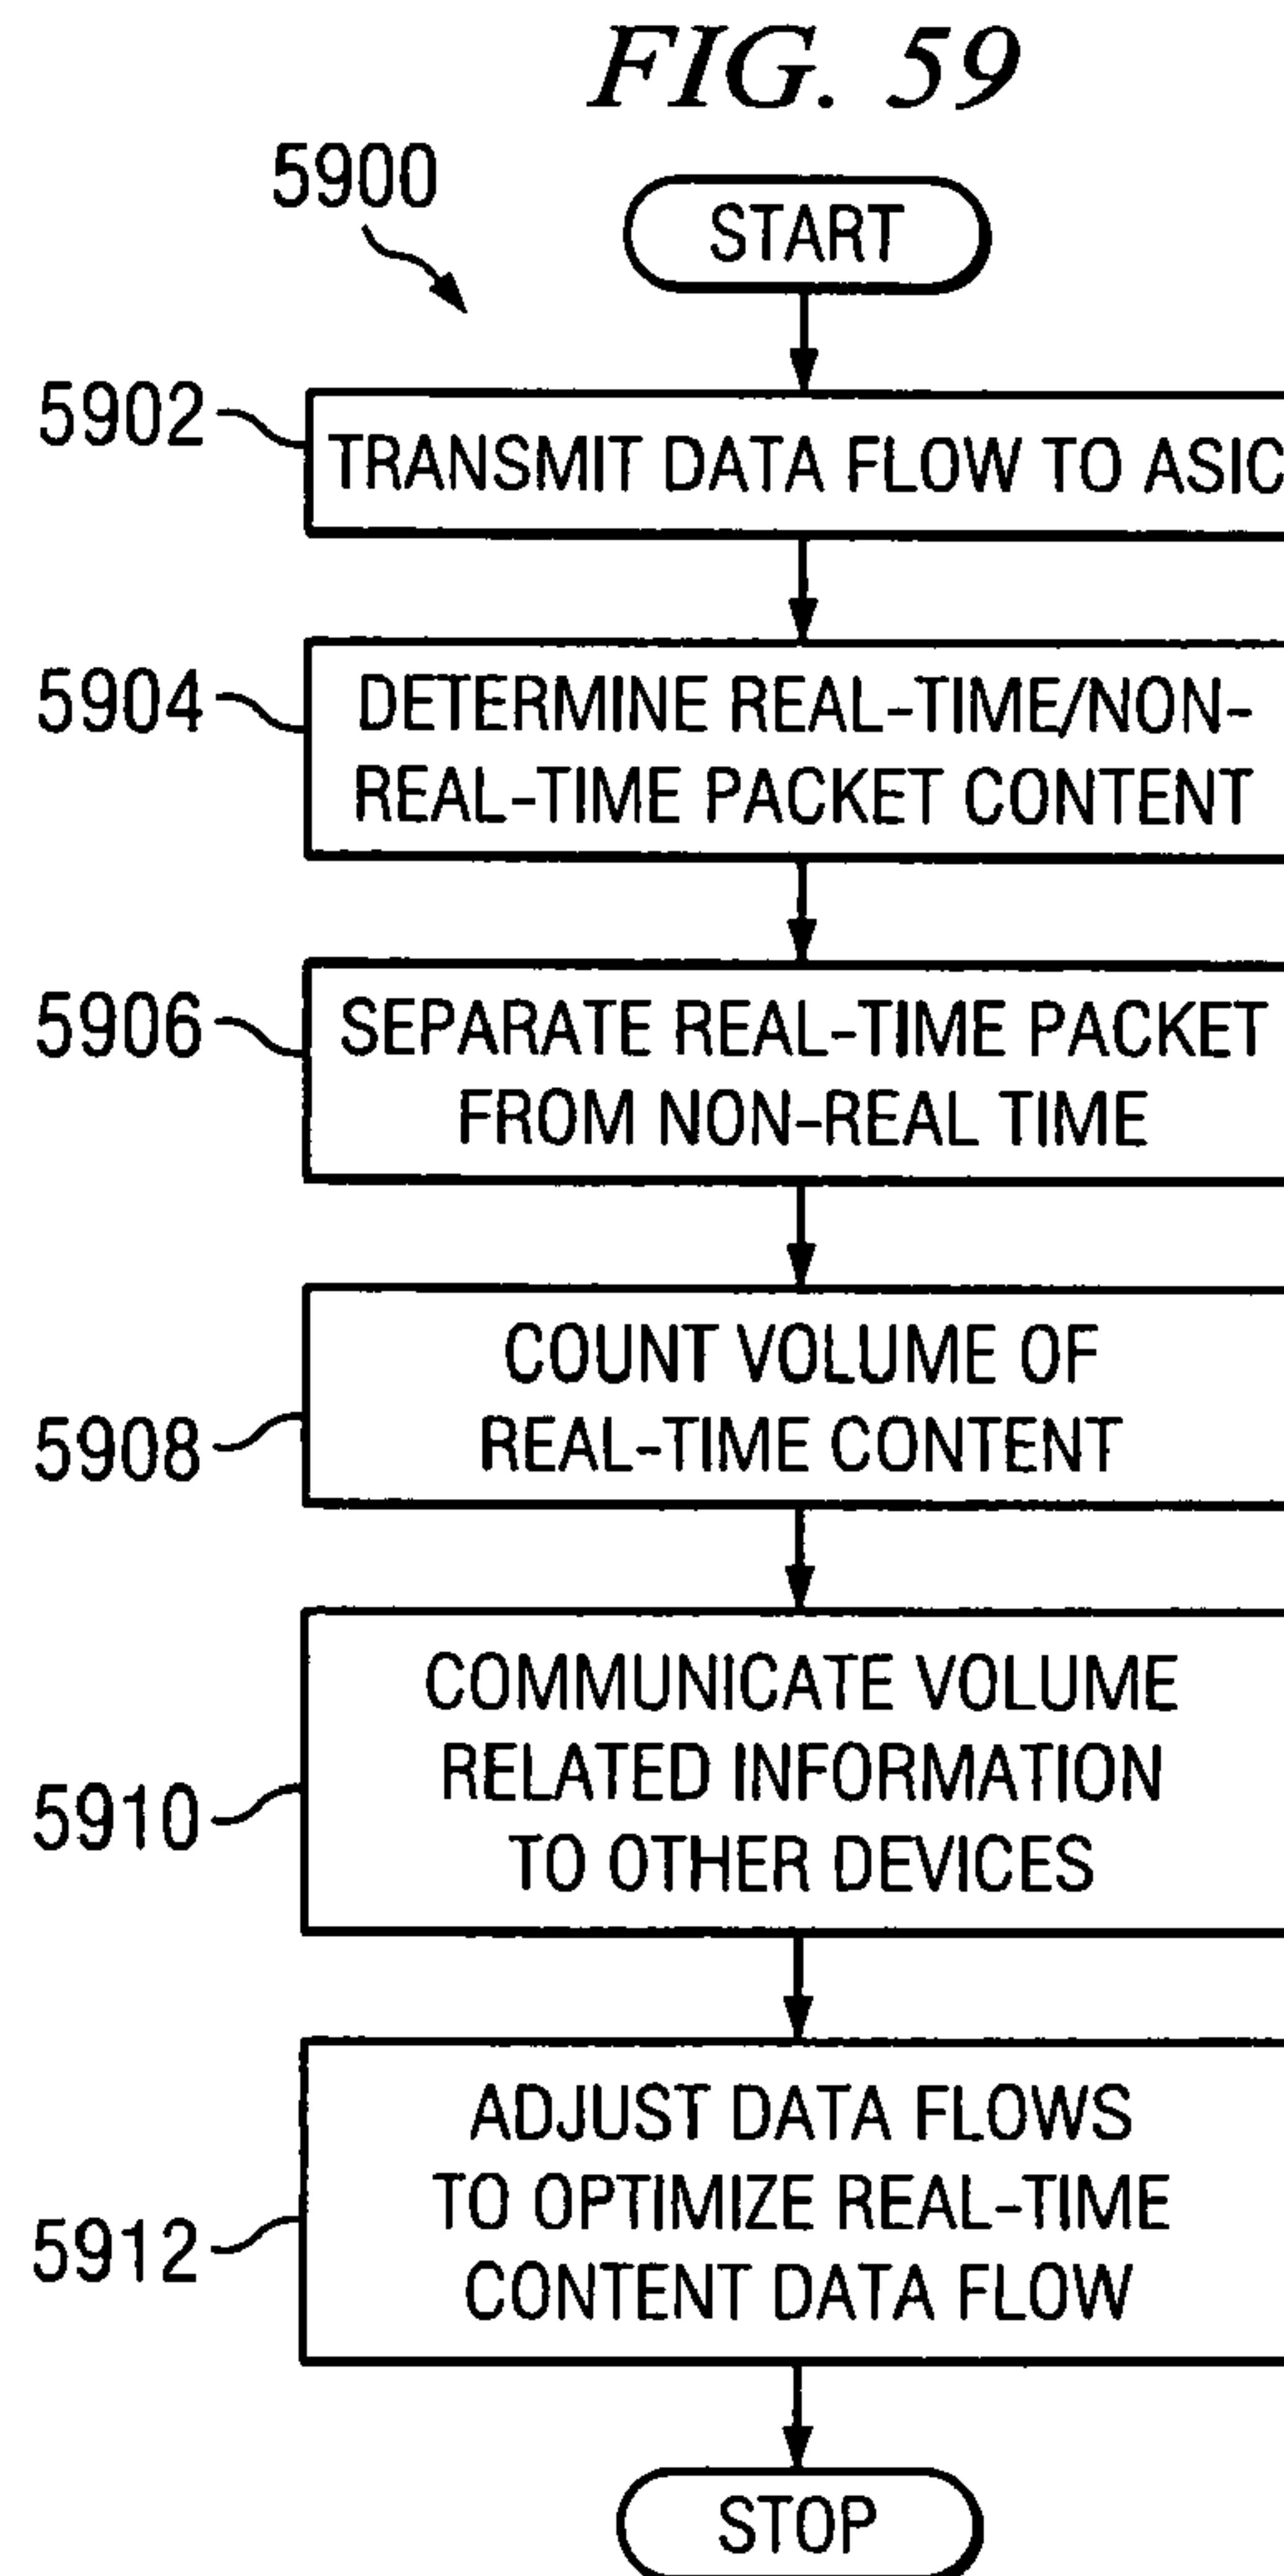 FIG. 59
5900
START
5902
TRANSMIT DATA FLOW TO ASIC
5904
DETERMINE REAL-TIME/NON-
REAL-TIME PACKET CONTENT
5906
SEPARATE REAL-TIME PACKET
FROM NON-REAL TIME
5908
COUNT VOLUME OF
REAL-TIME CONTENT
5910
COMMUNICATE VOLUME
RELATED INFORMATION
TO OTHER DEVICES
5912
ADJUST DATA FLOWS
TO OPTIMIZE REAL-TIME
CONTENT DATA FLOW
STOP